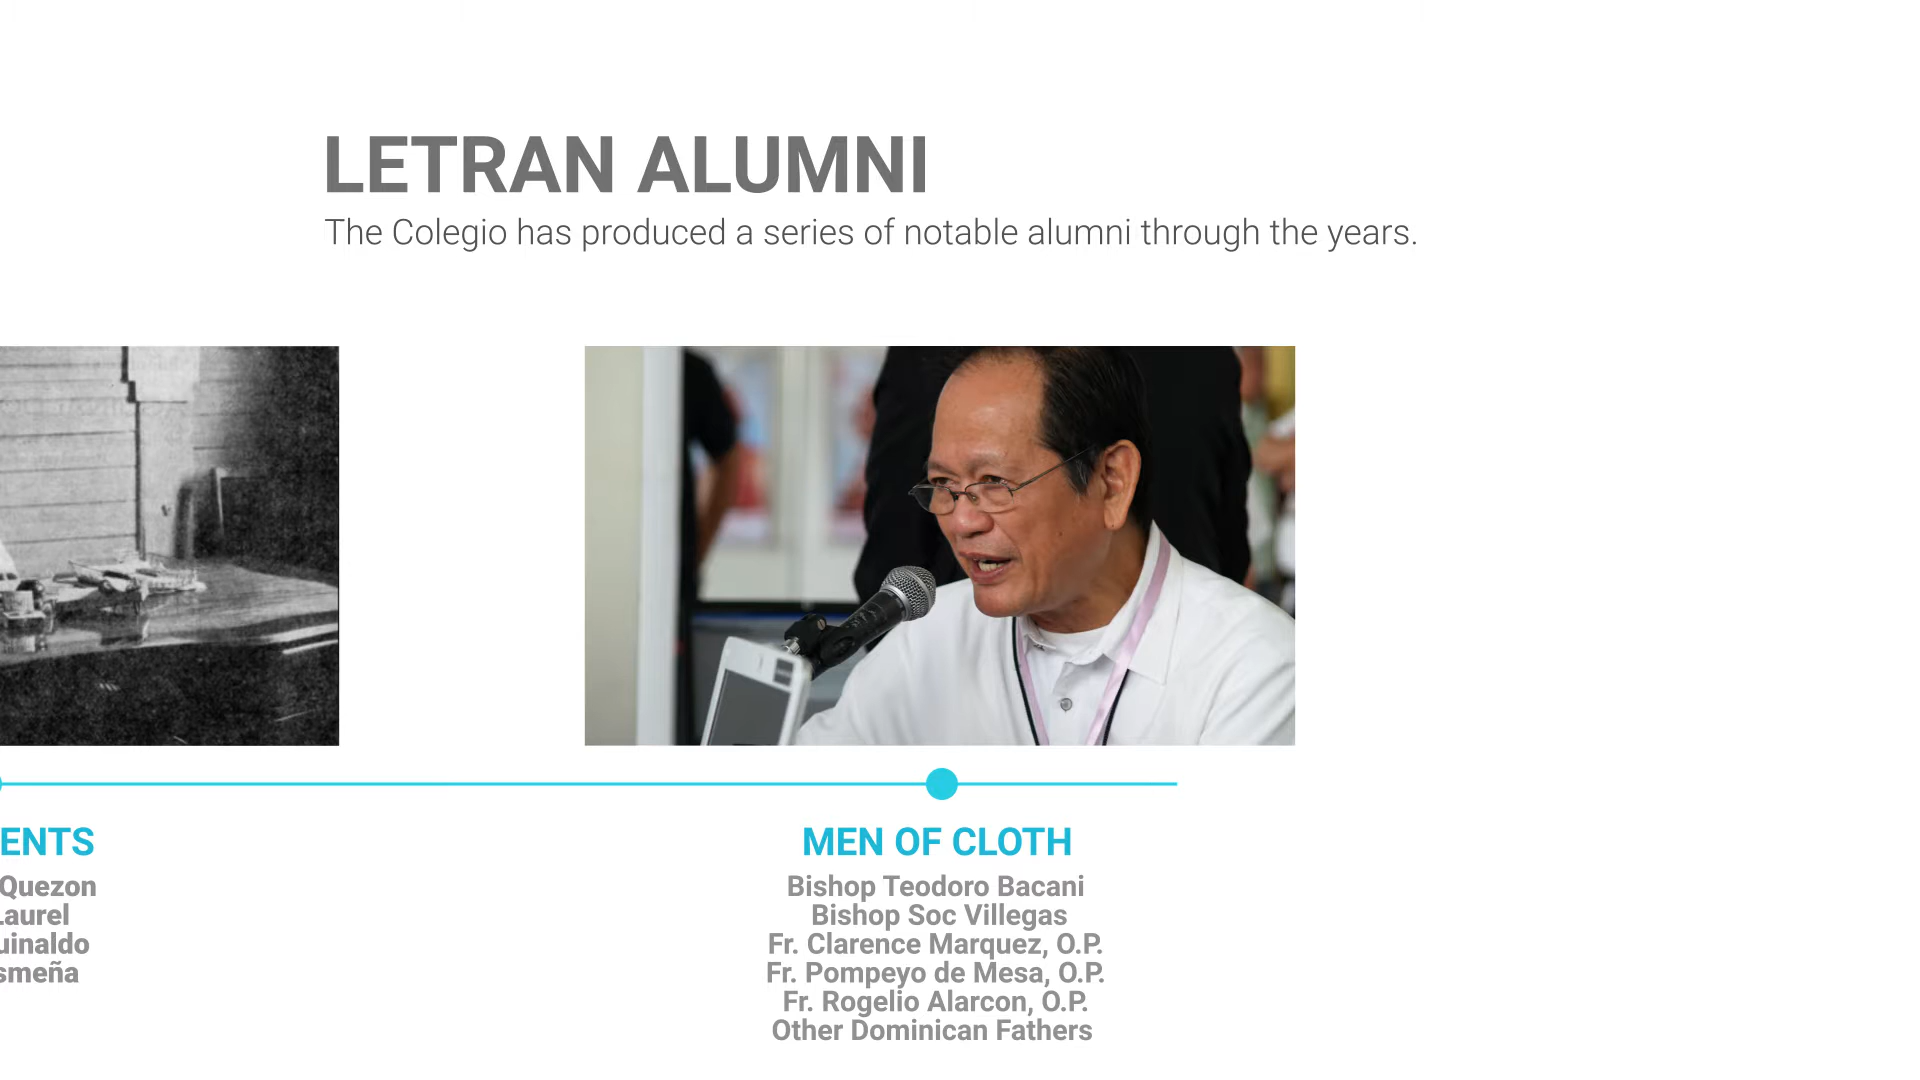 LETRAN ALUMNI
The Colegio has produced a series of notable alumni through the years.
ENTS
Quezon
Laurel
uinaldo
smeña
MEN OF CLOTH
Bishop Teodoro Bacani
Bishop Soc Villegas
Fr. Clarence Marquez, O.P.
Fr. Pompeyo de Mesa, O.P.
Fr. Rogelio Alarcon, O.P.
Other Dominican Fathers